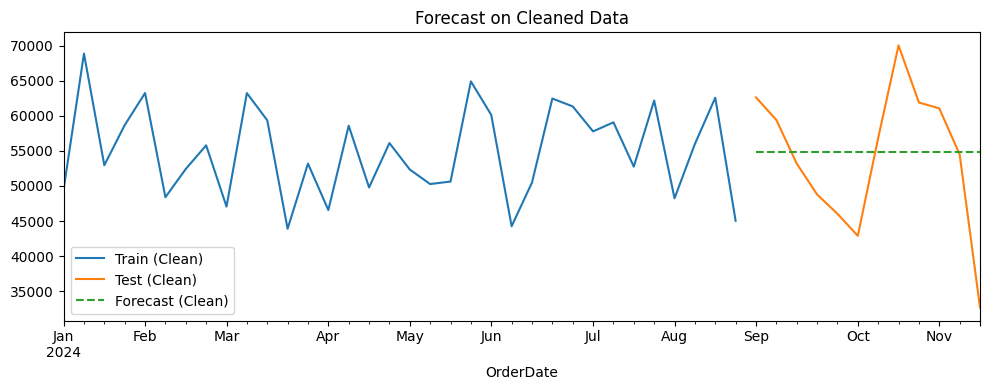 Forecast on Cleaned Data
70000
65000
60000
55000
50000
45000
40000
35000
Train (Clean)
Test (Clean)
Forecast (Clean)
Jan Feb Mar Apr May Jun Jul Aug Sep Oct Nov
2024
OrderDate